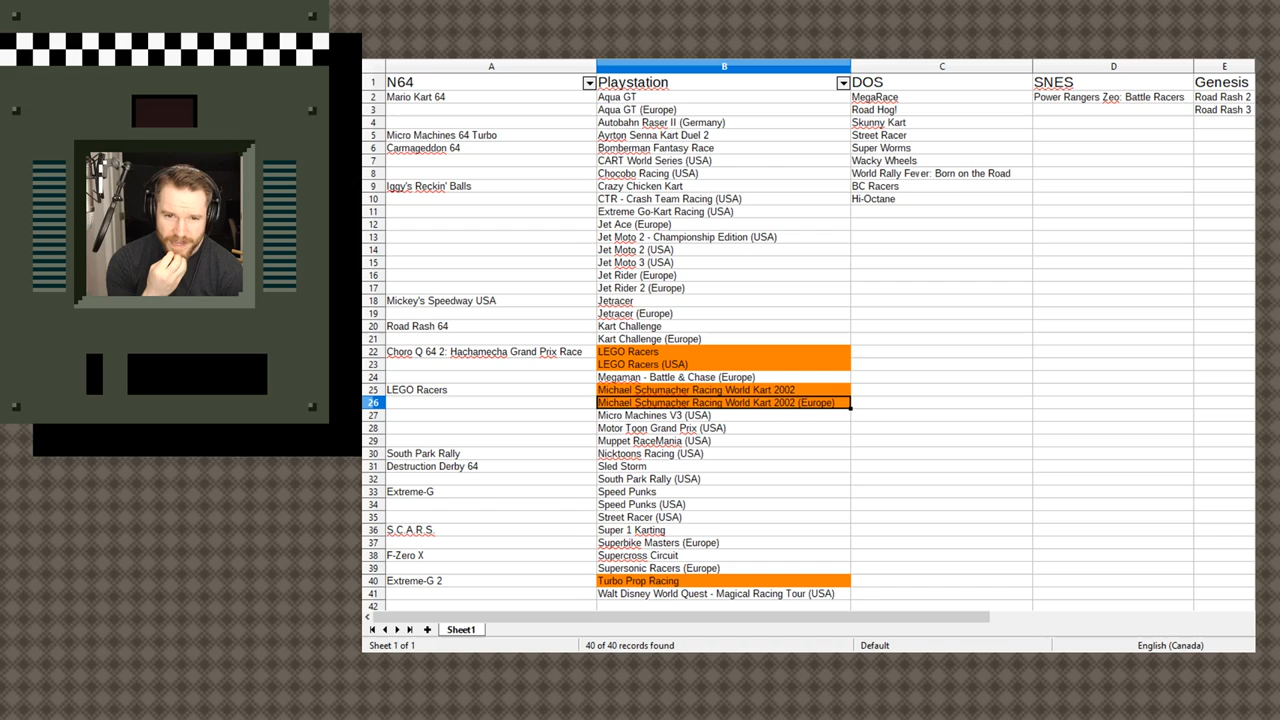 A B C D E
1 N64 Playstation DOS SNES Genesis
2 Mario Kart 64 Aqua GT MegaRace Power Rangers Zeo: Battle Racers Road Rash 2
3 Aqua GT (Europe) Road Hog! Road Rash 3
4 Autobahn Raser II (Germany) Skunny Kart
5 Micro Machines 64 Turbo Ayrton Senna Kart Duel 2 Street Racer
6 Carmageddon 64 Bomberman Fantasy Race Super Worms
7 CART World Series (USA) Wacky Wheels
8 Chocobo Racing (USA) World Rally Fever: Born on the Road
9 Iggy's Reckin' Balls Crazy Chicken Kart BC Racers
10 CTR - Crash Team Racing (USA) Hi-Octane
11 Extreme Go-Kart Racing (USA)
12 Jet Ace (Europe)
13 Jet Moto 2 - Championship Edition (USA)
14 Jet Moto 2 (USA)
15 Jet Moto 3 (USA)
16 Jet Rider (Europe)
17 Jet Rider 2 (Europe)
18 Mickey's Speedway USA Jetracer
19 Jetracer (Europe)
20 Road Rash 64 Kart Challenge
21 Kart Challenge (Europe)
22 Choro Q 64 2: Hachamecha Grand Prix Race LEGO Racers
23 LEGO Racers (USA)
24 Megaman - Battle & Chase (Europe)
25 LEGO Racers Michael Schumacher Racing World Kart 2002
26 Michael Schumacher Racing World Kart 2002 (Europe)
27 Micro Machines V3 (USA)
28 Motor Toon Grand Prix (USA)
29 Muppet RaceMania (USA)
30 South Park Rally Nicktoons Racing (USA)
31 Destruction Derby 64 Sled Storm
32 South Park Rally (USA)
33 Extreme-G Speed Punks
34 Speed Punks (USA)
35 Street Racer (USA)
36 S.C.A.R.S. Super 1 Karting
37 Superbike Masters (Europe)
38 F-Zero X Supercross Circuit
39 Supersonic Racers (Europe)
40 Extreme-G 2 Turbo Prop Racing
41 Walt Disney World Quest - Magical Racing Tour (USA)
42
Sheet1
Sheet 1 of 1 40 of 40 records found Default English (Canada)